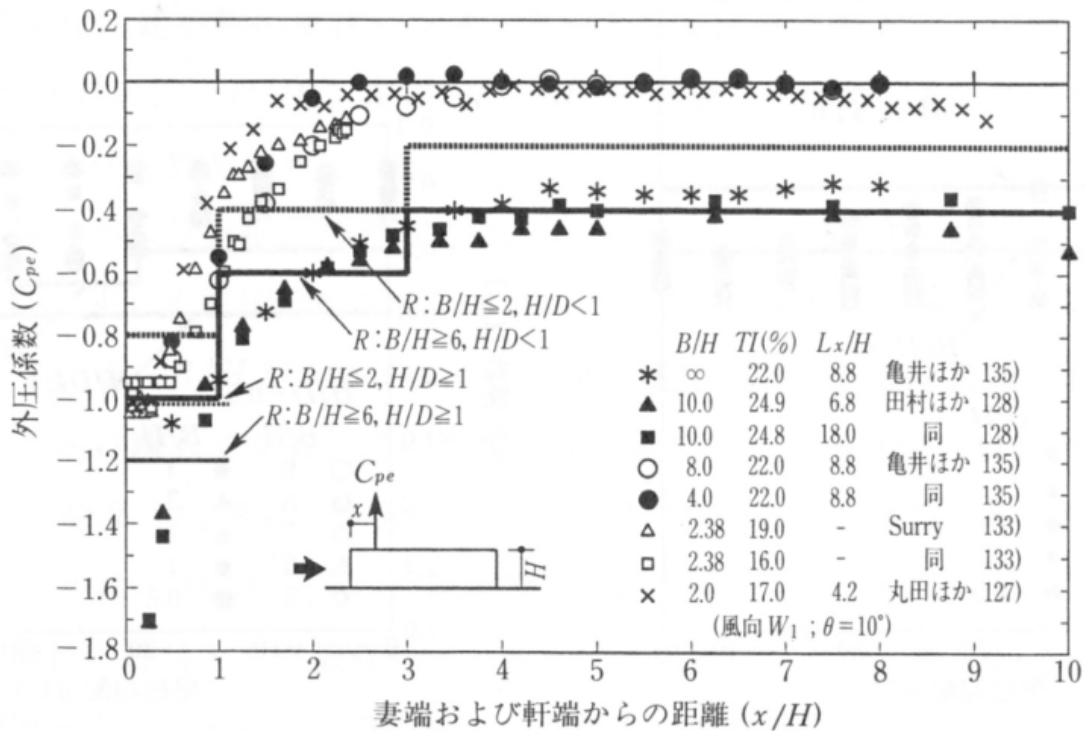 外圧係数 (Cpe)
0.2
0.0
−0.2
−0.4
−0.6
−0.8
−1.0
−1.2
−1.4
−1.6
−1.8
0 1 2 3 4 5 6 7 8 9 10
妻端および軒端からの距離 (x/H)
R：B/H≦2, H/D<1
R：B/H≧6, H/D<1
R：B/H≦2, H/D≧1
R：B/H≧6, H/D≧1
Cpe
x
H
B/H TI(%) Lx/H
∞ 22.0 8.8 亀井ほか 135)
10.0 24.9 6.8 田村ほか 128)
10.0 24.8 18.0 同 128)
8.0 22.0 8.8 亀井ほか 135)
4.0 22.0 8.8 同 135)
2.38 19.0 - Surry 133)
2.38 16.0 - 同 133)
2.0 17.0 4.2 丸田ほか 127)
(風向 W1 ; θ＝10°)